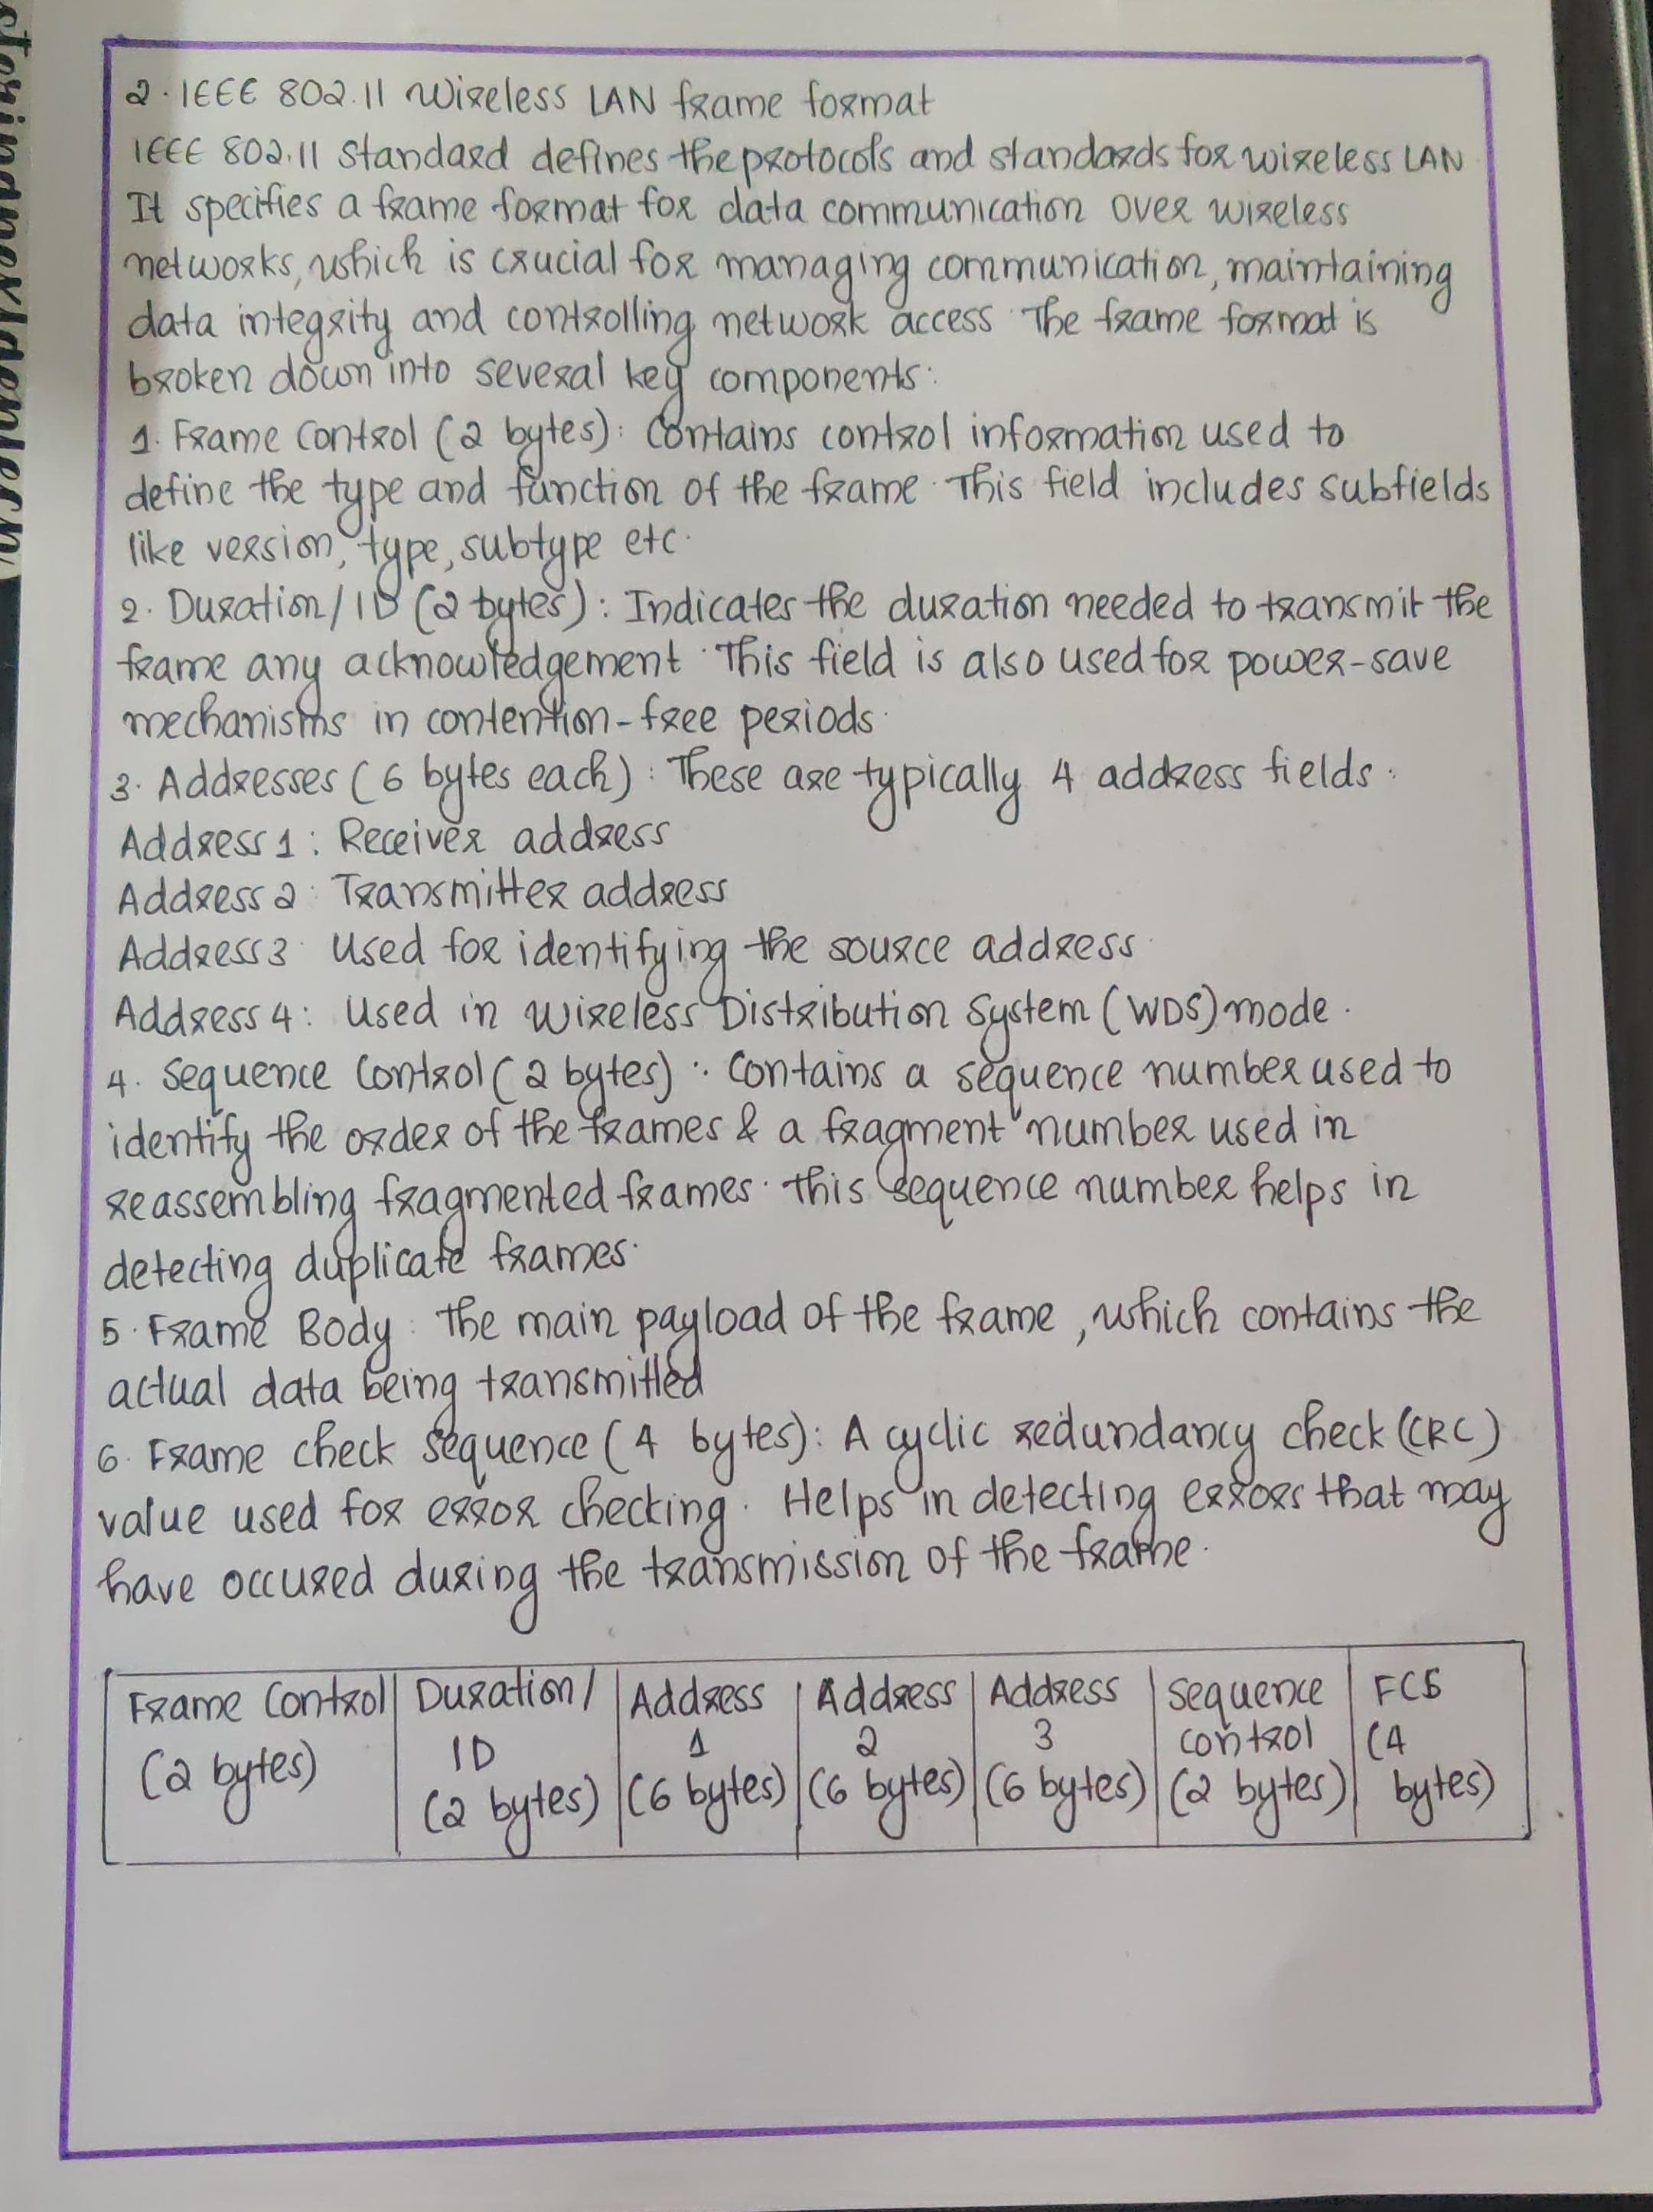 2. IEEE 802.11 Wireless LAN frame format
IEEE 802.11 Standard defines the protocols and standards for wireless LAN
It specifies a frame format for data communication over wireless
networks, which is crucial for managing communication, maintaining
data integrity and controlling network access. The frame format is
broken down into several key components:
1. Frame Control (2 bytes): Contains control information used to
define the type and function of the frame. This field includes subfields
like version, type, subtype etc.
2. Duration/ID (2 bytes): Indicates the duration needed to transmit the
frame any acknowledgement. This field is also used for power-save
mechanisms in contention-free periods.
3. Addresses (6 bytes each): These are typically 4 address fields:
Address 1: Receiver address
Address 2: Transmitter address
Address 3: Used for identifying the source address.
Address 4: Used in Wireless Distribution System (WDS) mode.
4. Sequence Control (2 bytes): Contains a sequence number used to
identify the order of the frames & a fragment number used in
reassembling fragmented frames. this sequence number helps in
detecting duplicate frames.
5. Frame Body: The main payload of the frame, which contains the
actual data being transmitted
6. Frame check sequence (4 bytes): A cyclic redundancy check (CRC)
value used for error checking. Helps in detecting errors that may
have occured during the transmission of the frame.
Frame Control Duration/ Address Address Address sequence FCS
ID 1 2 3 control (4
(2 bytes) (2 bytes) (6 bytes) (6 bytes) (6 bytes) (2 bytes) bytes)